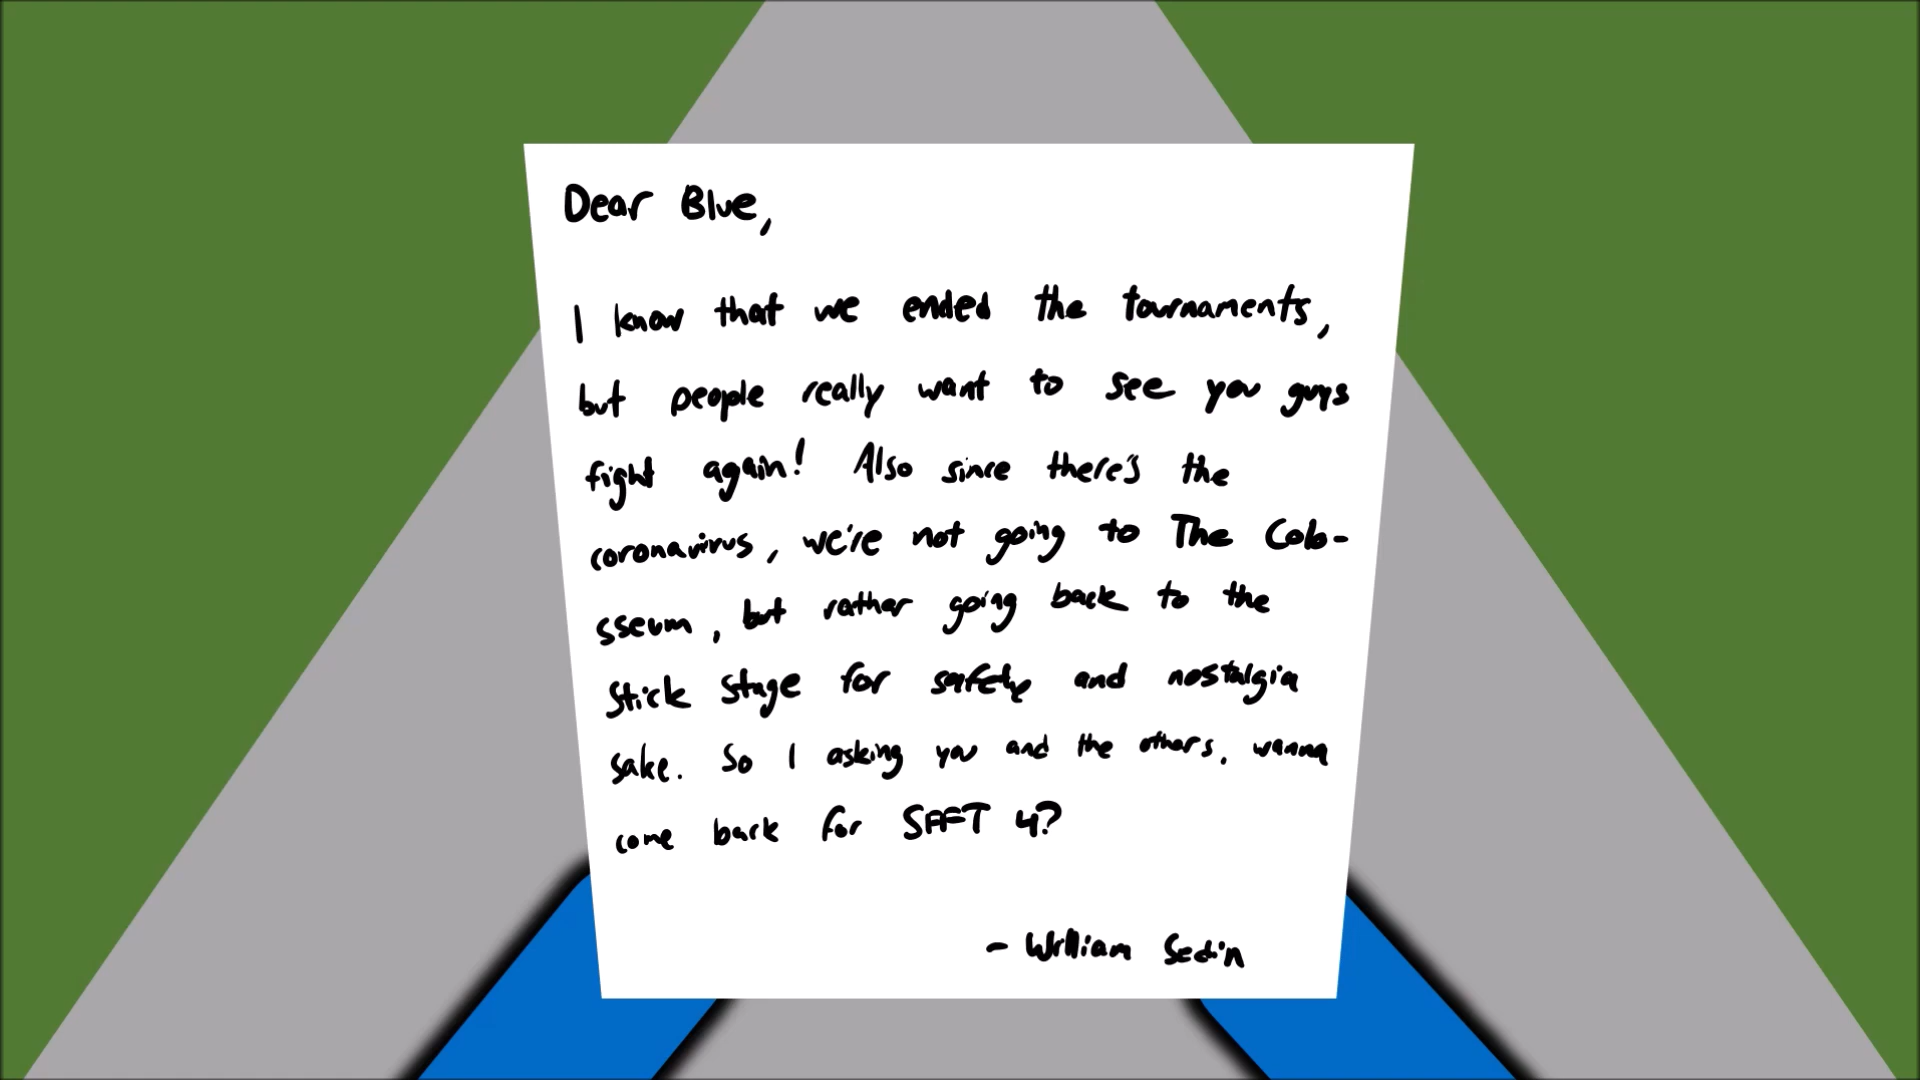 Dear Blue,
I know that we ended the tournaments,
but people really want to see you guys
fight again! Also since there's the
coronavirus, we're not going to The Colo-
sseum, but rather going back to the
Stick Stage for safety and nostalgia
sake. So I asking you and the others, wanna
come back for SFFT 4?
- William Sedin